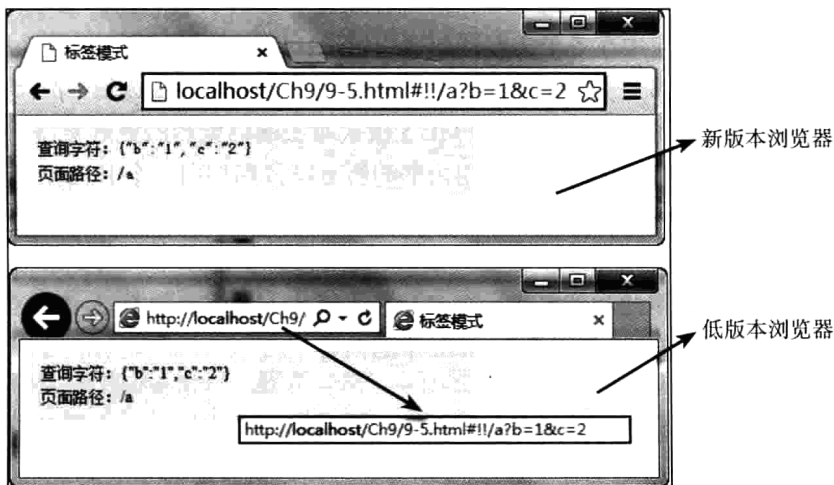 标签模式
localhost/Ch9/9-5.html#!!/a?b=1&c=2
查询字符：{"b":"1","c":"2"}
页面路径：/a
新版本浏览器
http://localhost/Ch9/
标签模式
查询字符：{"b":"1","c":"2"}
页面路径：/a
http://localhost/Ch9/9-5.html#!!/a?b=1&c=2
低版本浏览器